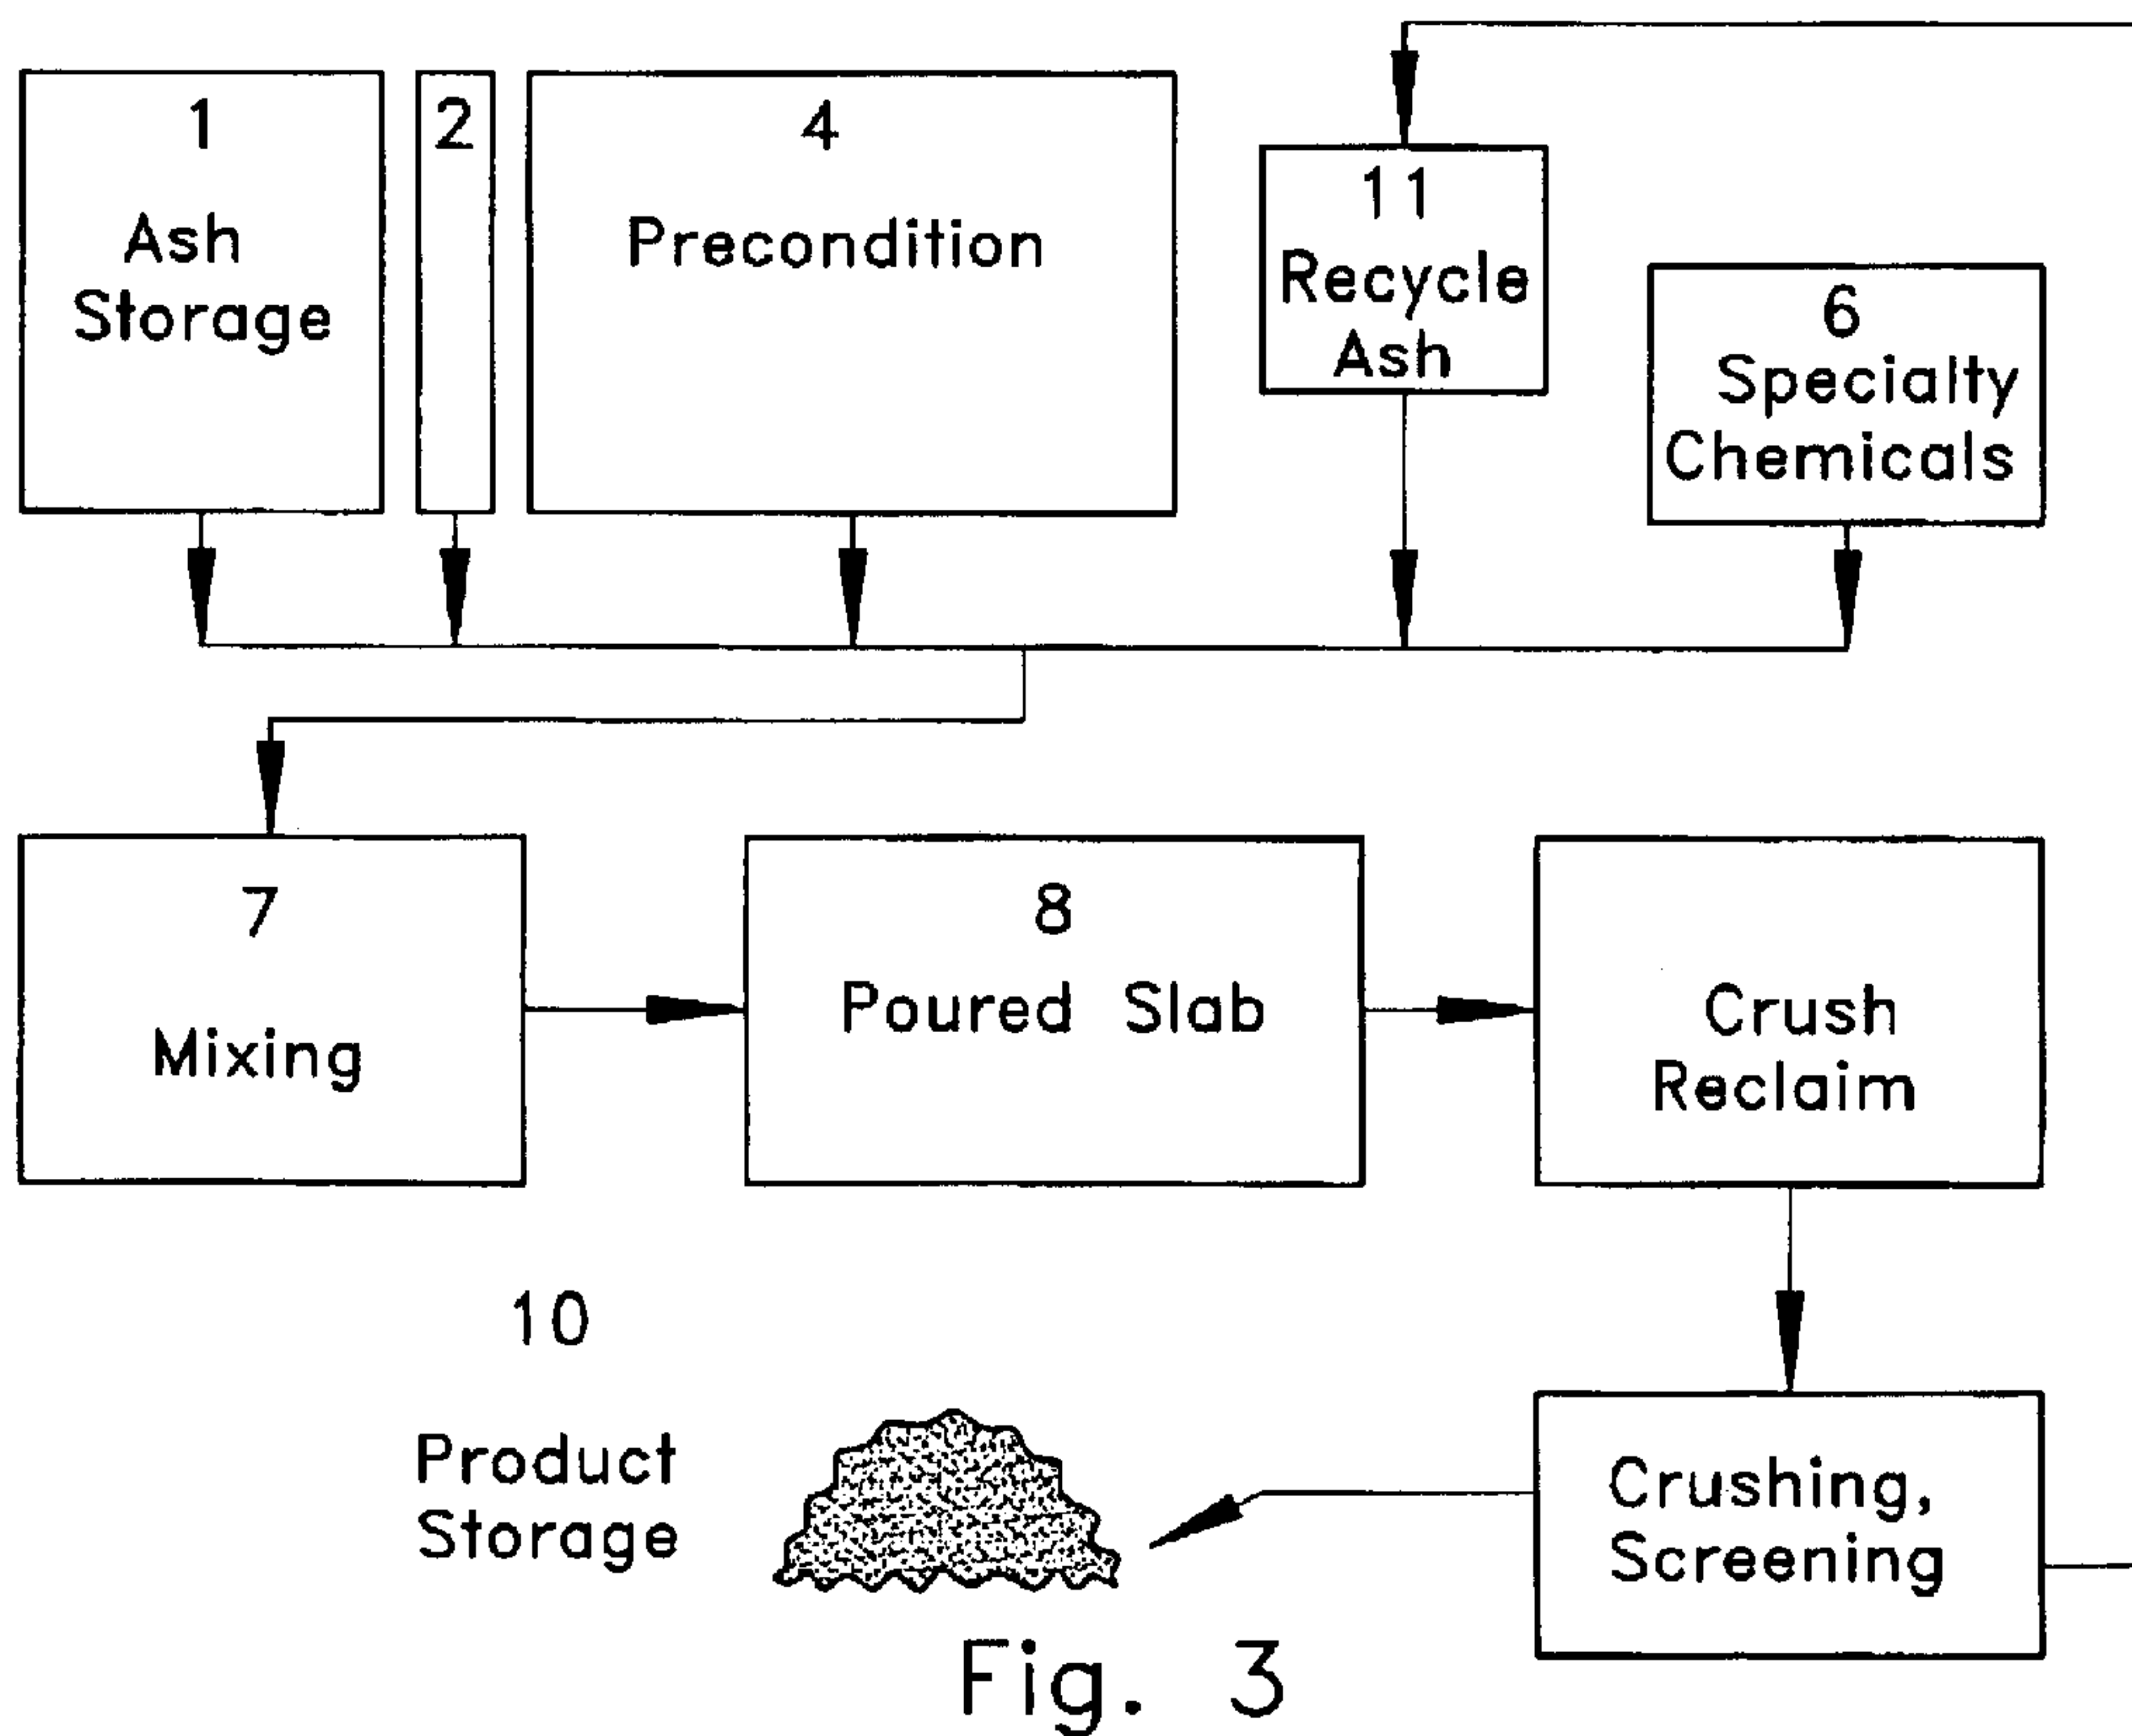 1
Ash
Storage
2
4
Precondition
11
Recycle
Ash
6
Specialty
Chemicals
7
Mixing
8
Poured Slab
Crush
Reclaim
10
Product
Storage
Crushing,
Screening
Fig. 3